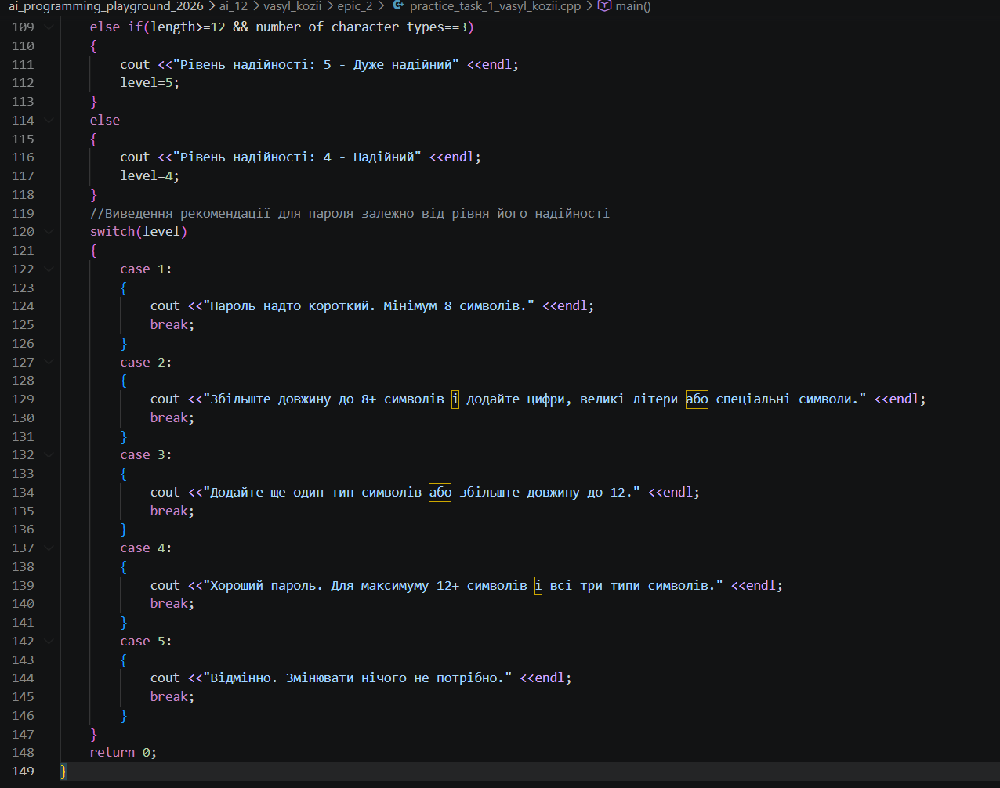 ai_programming_playground_2026 > ai_12 > vasyl_kozii > epic_2 > practice_task_1_vasyl_kozii.cpp > main()
109 else if(length>=12 && number_of_character_types==3)
110 {
111 cout <<"Рівень надійності: 5 - Дуже надійний" <<endl;
112 level=5;
113 }
114 else
115 {
116 cout <<"Рівень надійності: 4 - Надійний" <<endl;
117 level=4;
118 }
119 //Виведення рекомендації для пароля залежно від рівня його надійності
120 switch(level)
121 {
122 case 1:
123 {
124 cout <<"Пароль надто короткий. Мінімум 8 символів." <<endl;
125 break;
126 }
127 case 2:
128 {
129 cout <<"Збільште довжину до 8+ символів і додайте цифри, великі літери або спеціальні символи." <<endl;
130 break;
131 }
132 case 3:
133 {
134 cout <<"Додайте ще один тип символів або збільште довжину до 12." <<endl;
135 break;
136 }
137 case 4:
138 {
139 cout <<"Хороший пароль. Для максимуму 12+ символів і всі три типи символів." <<endl;
140 break;
141 }
142 case 5:
143 {
144 cout <<"Відмінно. Змінювати нічого не потрібно." <<endl;
145 break;
146 }
147 }
148 return 0;
149 }